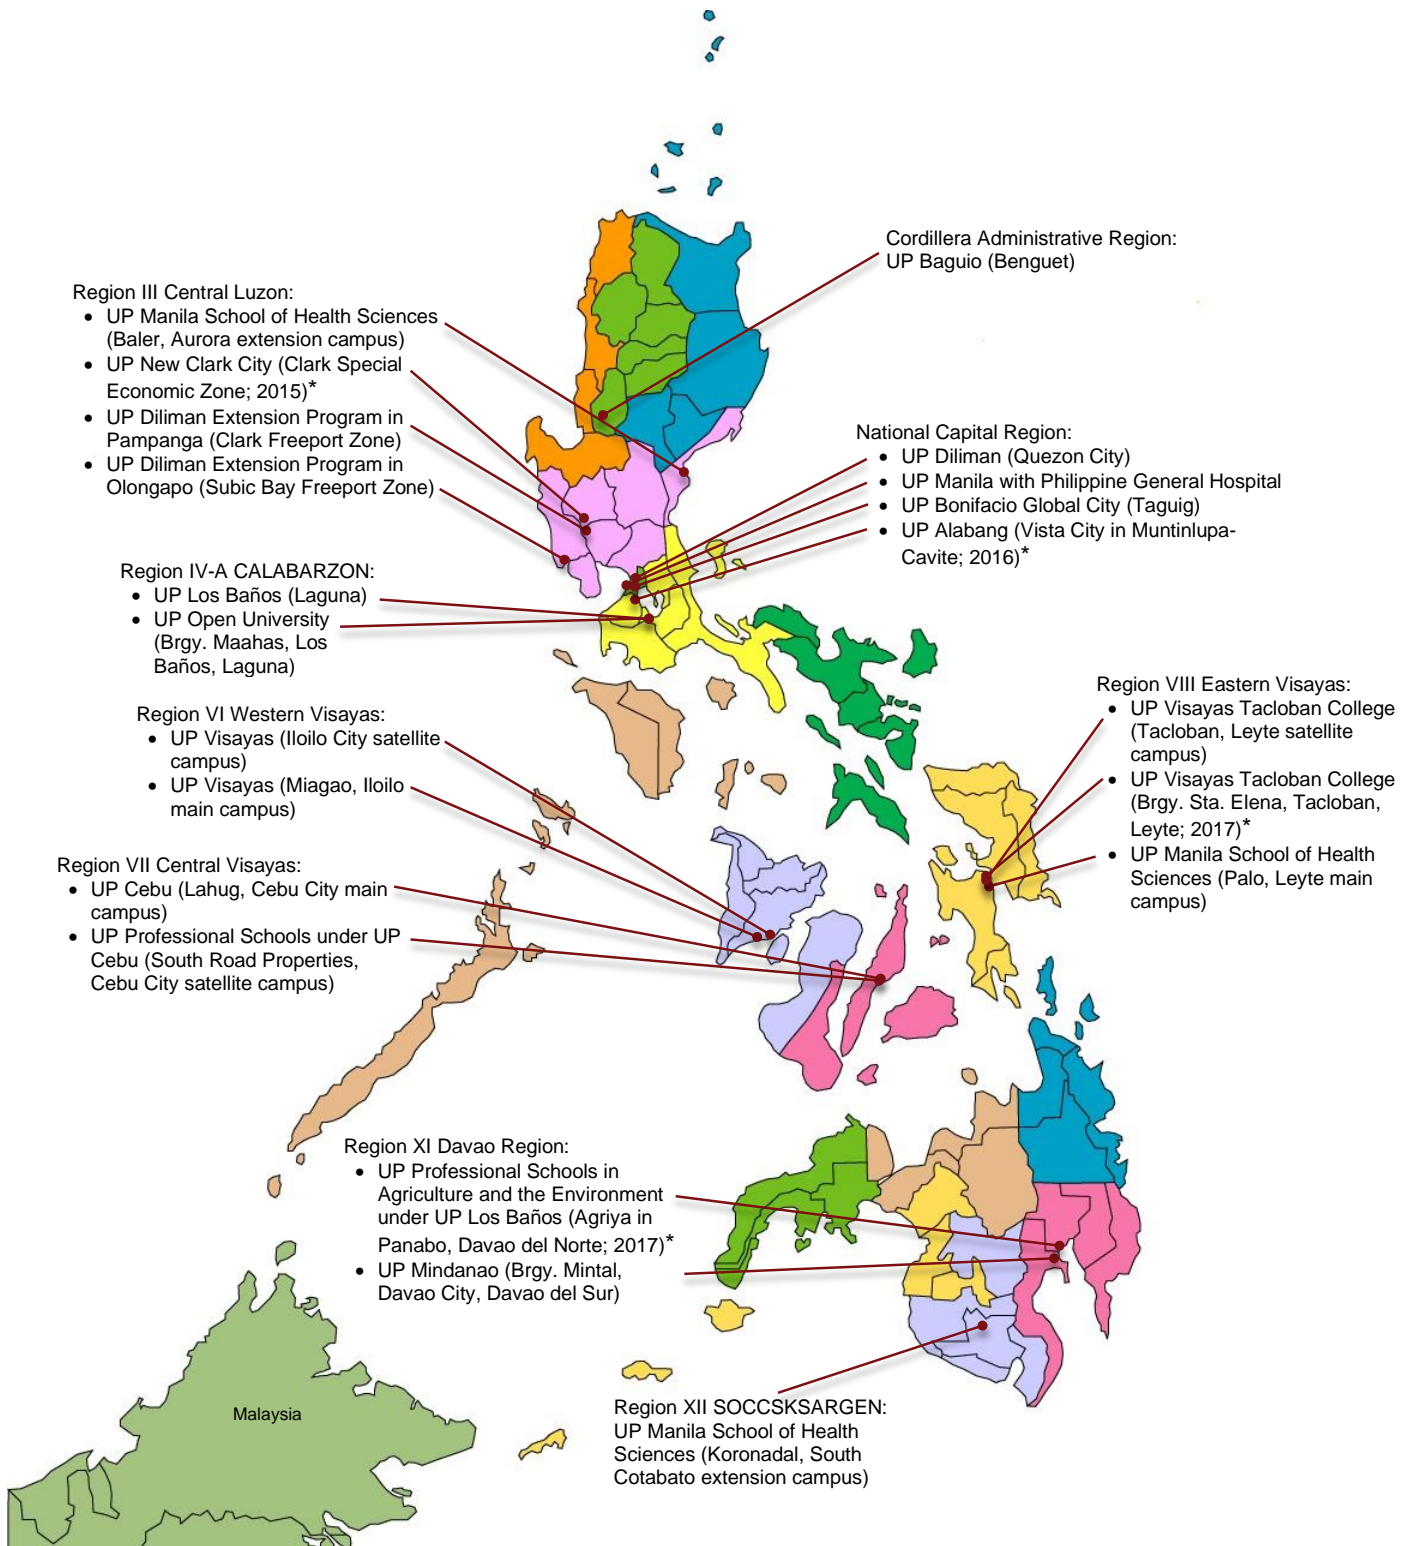 Cordillera Administrative Region:
UP Baguio (Benguet)
Region III Central Luzon:
• UP Manila School of Health Sciences
(Baler, Aurora extension campus)
• UP New Clark City (Clark Special
Economic Zone; 2015)*
• UP Diliman Extension Program in
Pampanga (Clark Freeport Zone)
• UP Diliman Extension Program in
Olongapo (Subic Bay Freeport Zone)
National Capital Region:
• UP Diliman (Quezon City)
• UP Manila with Philippine General Hospital
• UP Bonifacio Global City (Taguig)
• UP Alabang (Vista City in Muntinlupa-
Cavite; 2016)*
Region IV-A CALABARZON:
• UP Los Baños (Laguna)
• UP Open University
(Brgy. Maahas, Los
Baños, Laguna)
Region VIII Eastern Visayas:
• UP Visayas Tacloban College
(Tacloban, Leyte satellite
campus)
• UP Visayas Tacloban College
(Brgy. Sta. Elena, Tacloban,
Leyte; 2017)*
• UP Manila School of Health
Sciences (Palo, Leyte main
campus)
Region VI Western Visayas:
• UP Visayas (Iloilo City satellite
campus)
• UP Visayas (Miagao, Iloilo
main campus)
Region VII Central Visayas:
• UP Cebu (Lahug, Cebu City main
campus)
• UP Professional Schools under UP
Cebu (South Road Properties,
Cebu City satellite campus)
Region XI Davao Region:
• UP Professional Schools in
Agriculture and the Environment
under UP Los Baños (Agriya in
Panabo, Davao del Norte; 2017)*
• UP Mindanao (Brgy. Mintal,
Davao City, Davao del Sur)
Region XII SOCCSKSARGEN:
UP Manila School of Health
Sciences (Koronadal, South
Cotabato extension campus)
Malaysia